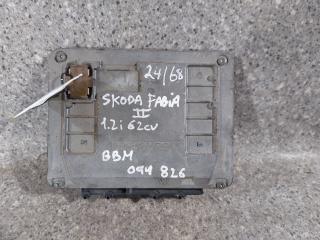 24/68
SKODA FABIA
II
1.2i 62cv
BBM
094 826